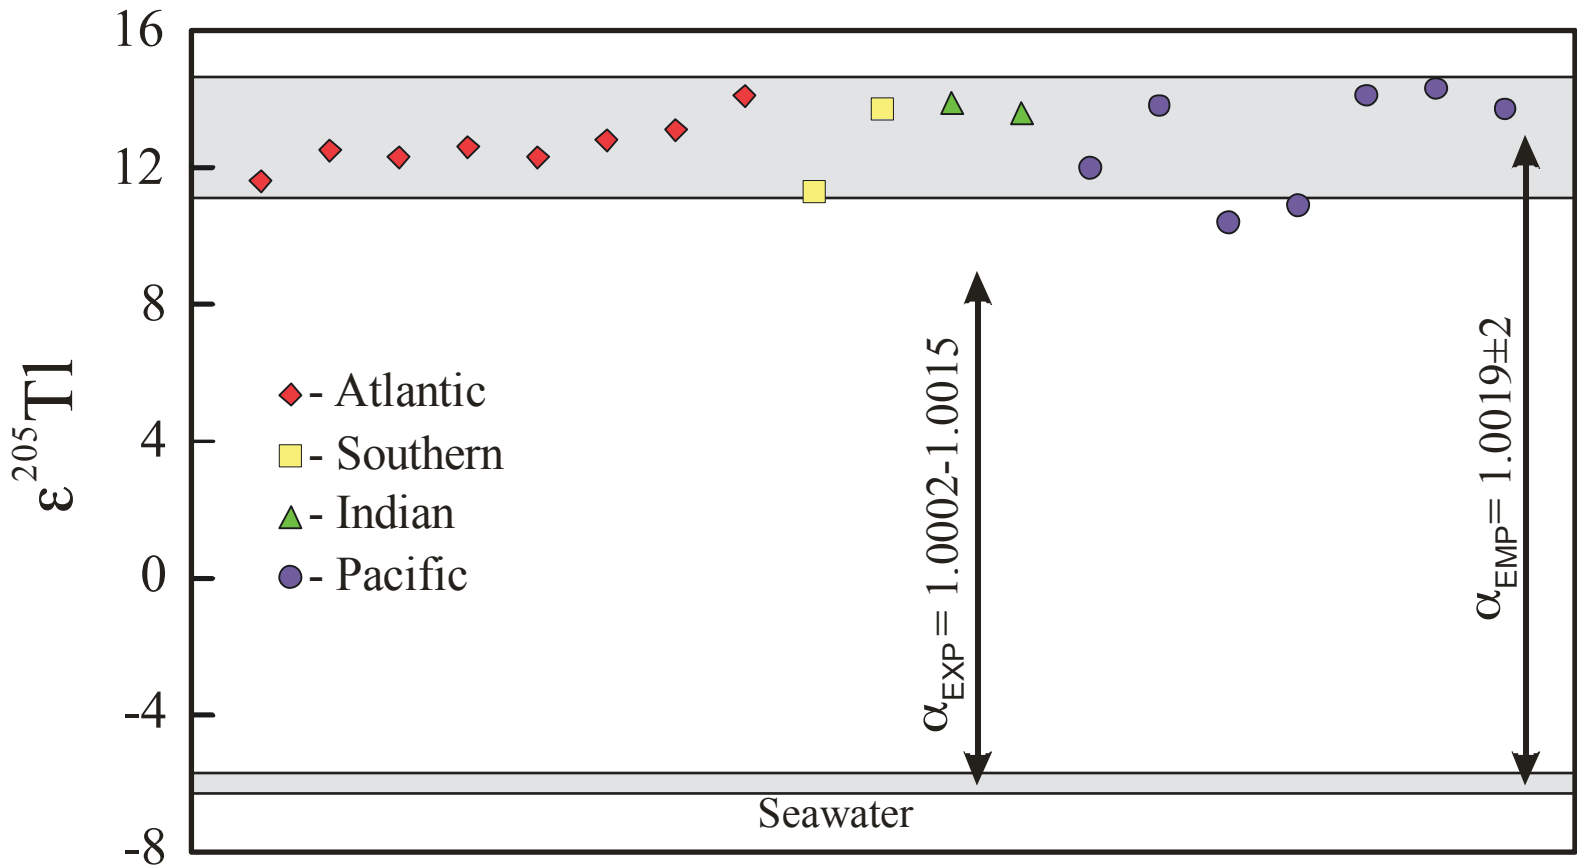 16
12
8
4
0
-4
-8
ε²⁰⁵Tl
- Atlantic
- Southern
- Indian
- Pacific
αEXP= 1.0002-1.0015
αEMP= 1.0019±2
Seawater